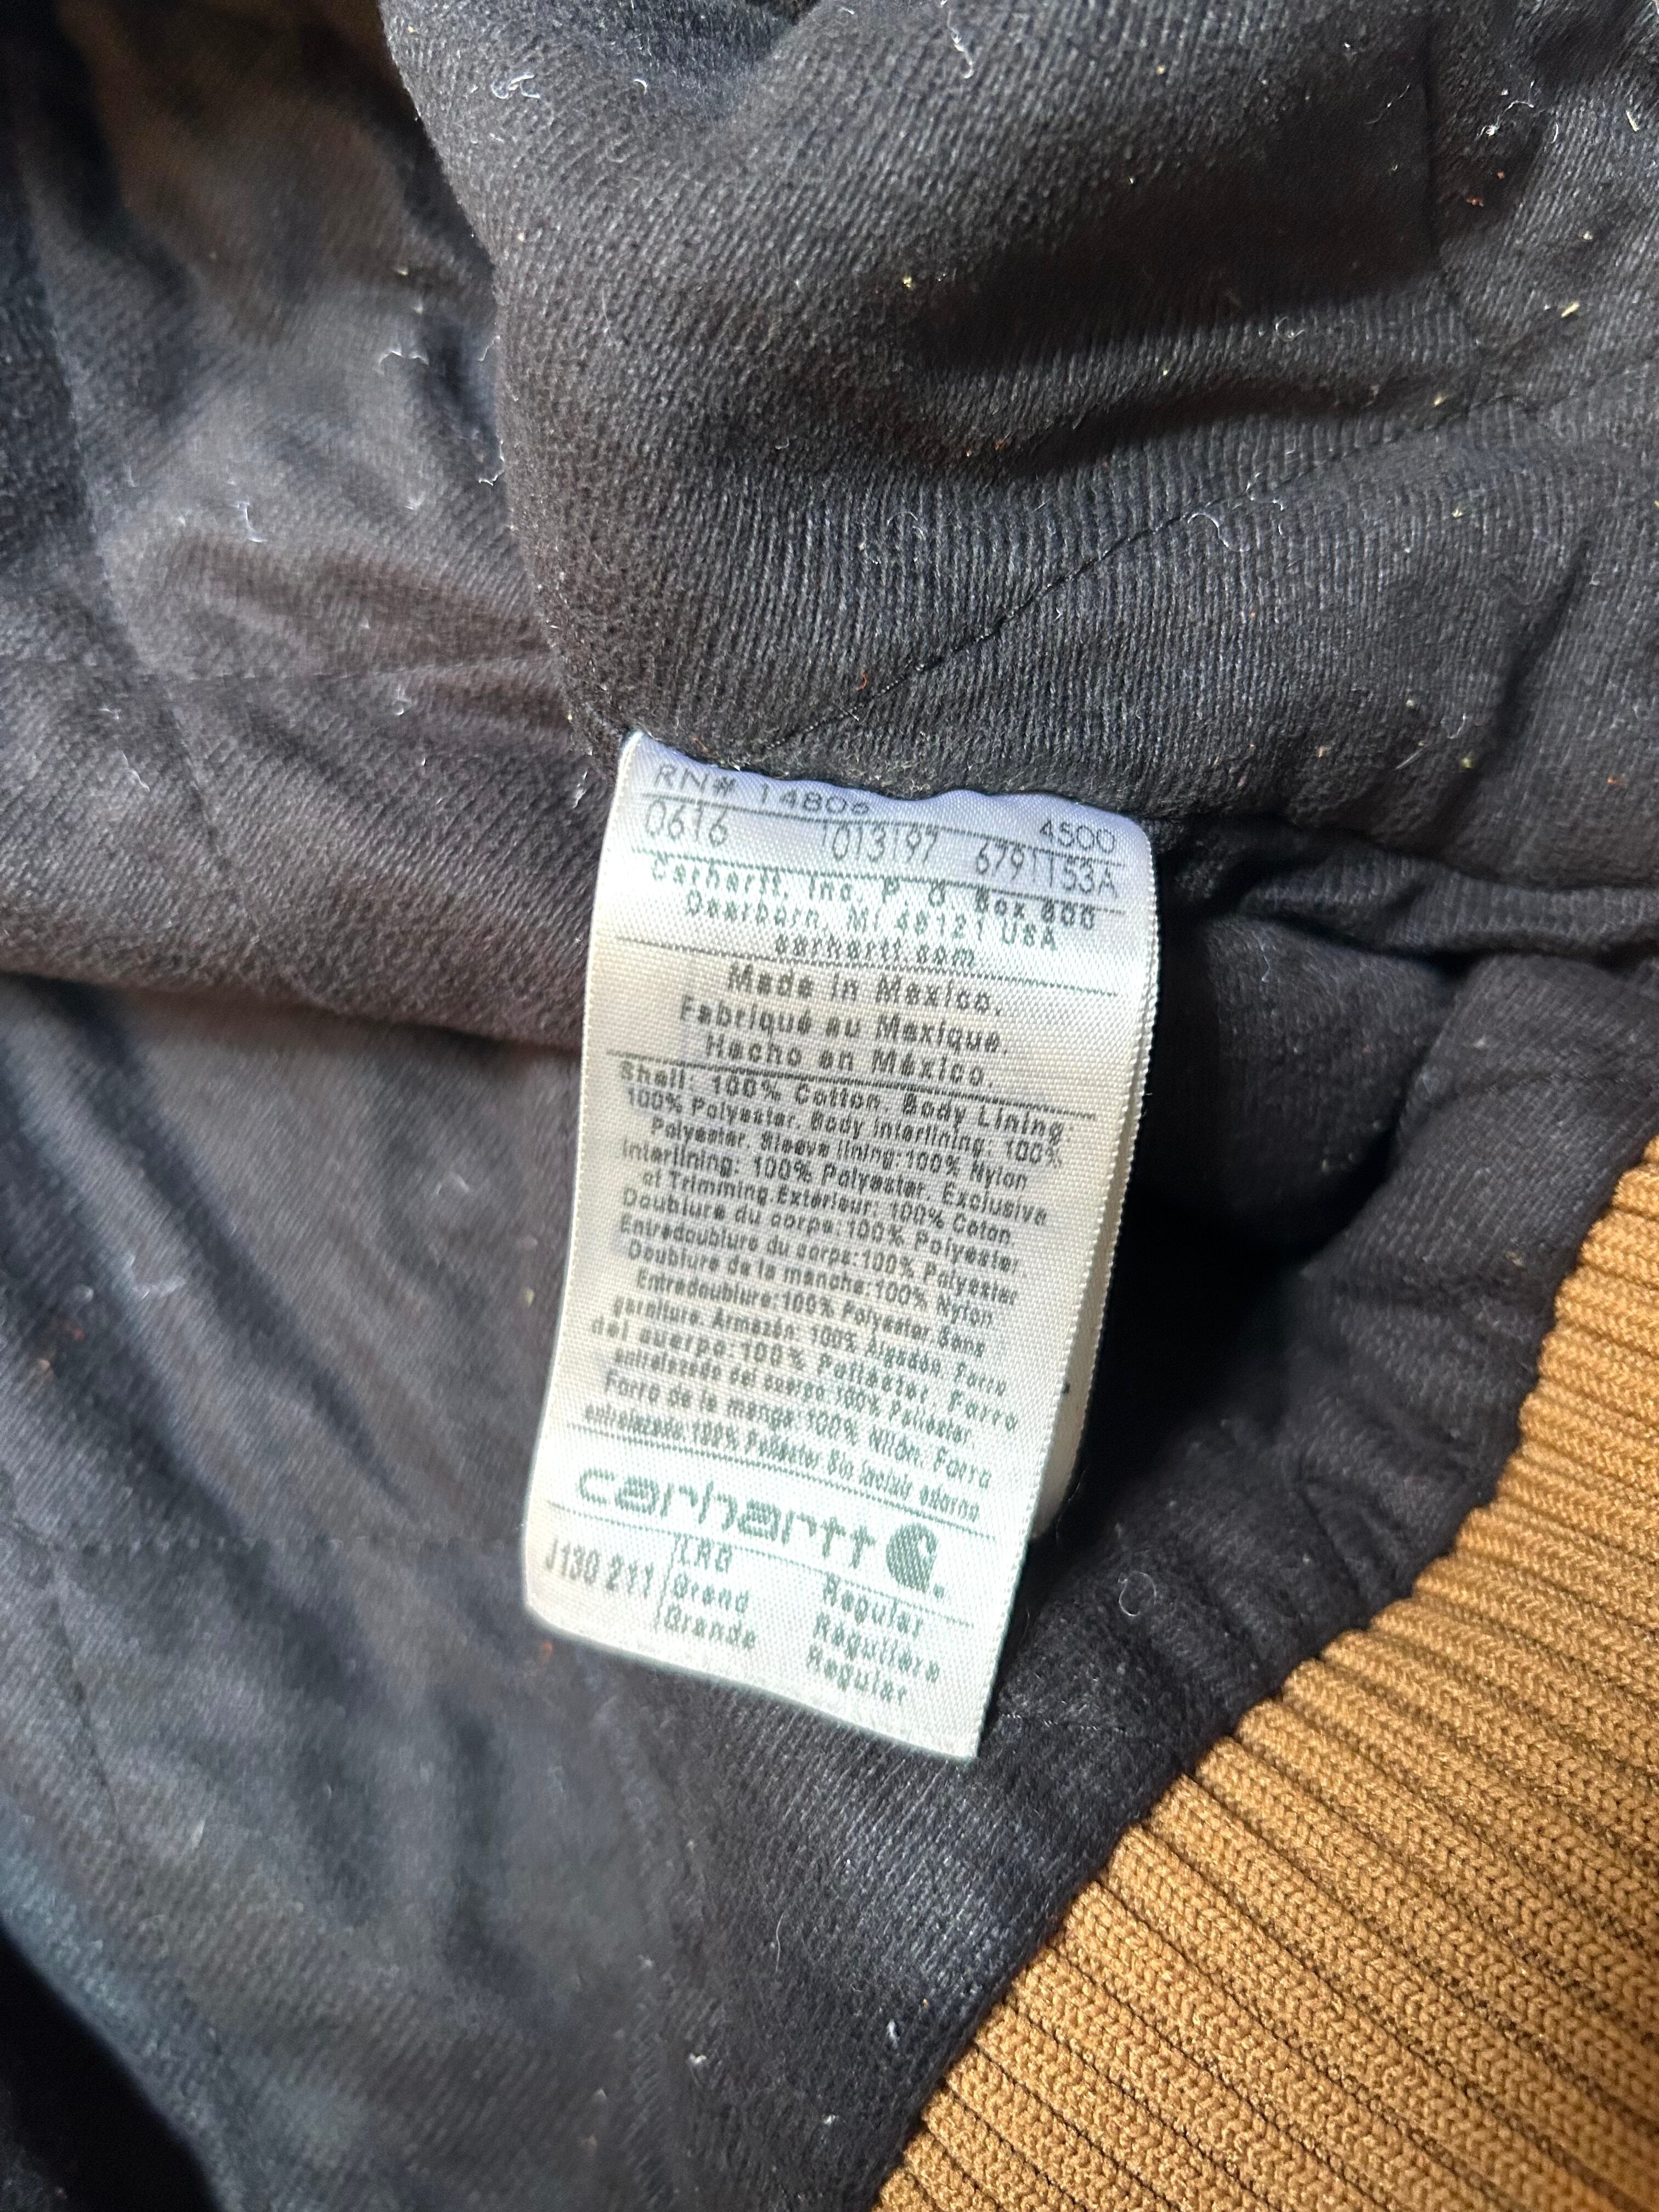 RN# 14806 4500
0616 1013197 6791153A
Carhartt, Inc. P. O. Box 600
Dearborn, MI 48121 USA
carhartt.com
Made in Mexico.
Fabriqué au Mexique.
Hecho en México.
Shell: 100% Cotton. Body Lining:
100% Polyester. Body interlining: 100%
Polyester. Sleeve lining:100% Nylon
Interlining: 100% Polyester. Exclusive
of Trimming.Extérieur: 100% Coton
Doublure du corps:100% Polyester.
Entredoublure du corps:100% Polyester
Doublure de la manche:100% Nylon
Entredoublure:100% Polyester.Sans
garniture. Armazón: 100% Algodón. Forro
del cuerpo:100% Poliéster. Forro
entrelazado del cuerpo:100% Poliéster.
Forro de la manga:100% Nilón. Forro
entrelazado:100% Poliéster Sin incluir adorno
carhartt
J130 211 LRG Regular
Grand Régulière
Grande Regular